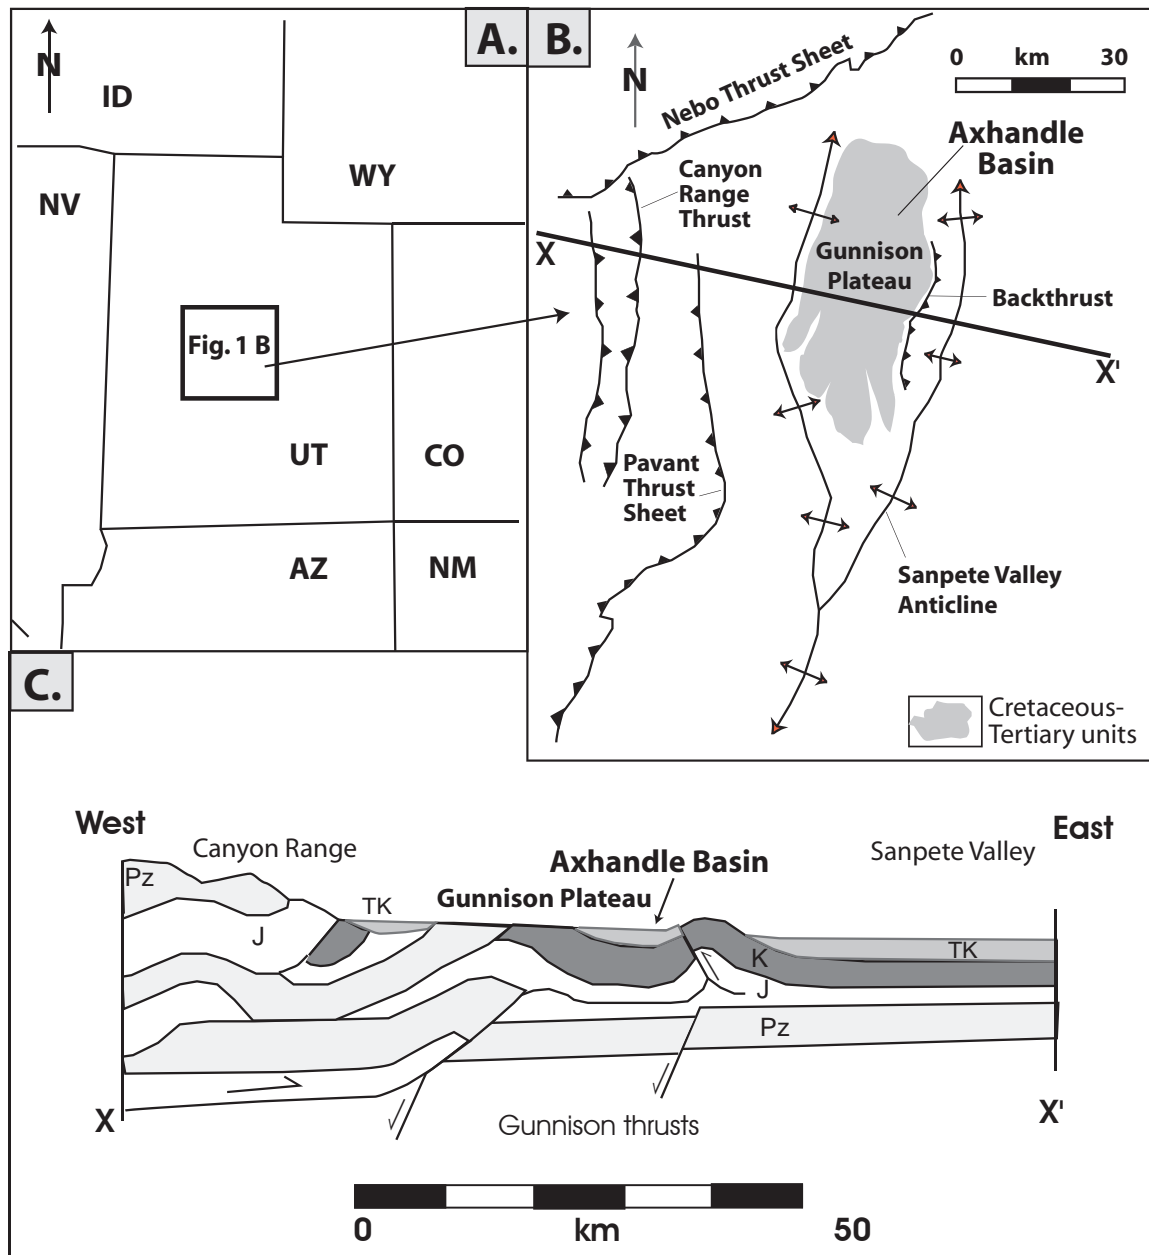 A.
N
ID
WY
NV
Fig. 1 B
UT
CO
AZ
NM
B.
N
0 km 30
Nebo Thrust Sheet
Axhandle
Basin
Canyon
Range
Thrust
Gunnison
Plateau
X
Backthrust
X'
Pavant
Thrust
Sheet
Sanpete Valley
Anticline
Cretaceous-
Tertiary units
C.
West
East
Canyon Range
Sanpete Valley
Axhandle Basin
Gunnison Plateau
Pz
TK
J
K
TK
J
Pz
X
X'
Gunnison thrusts
0 km 50